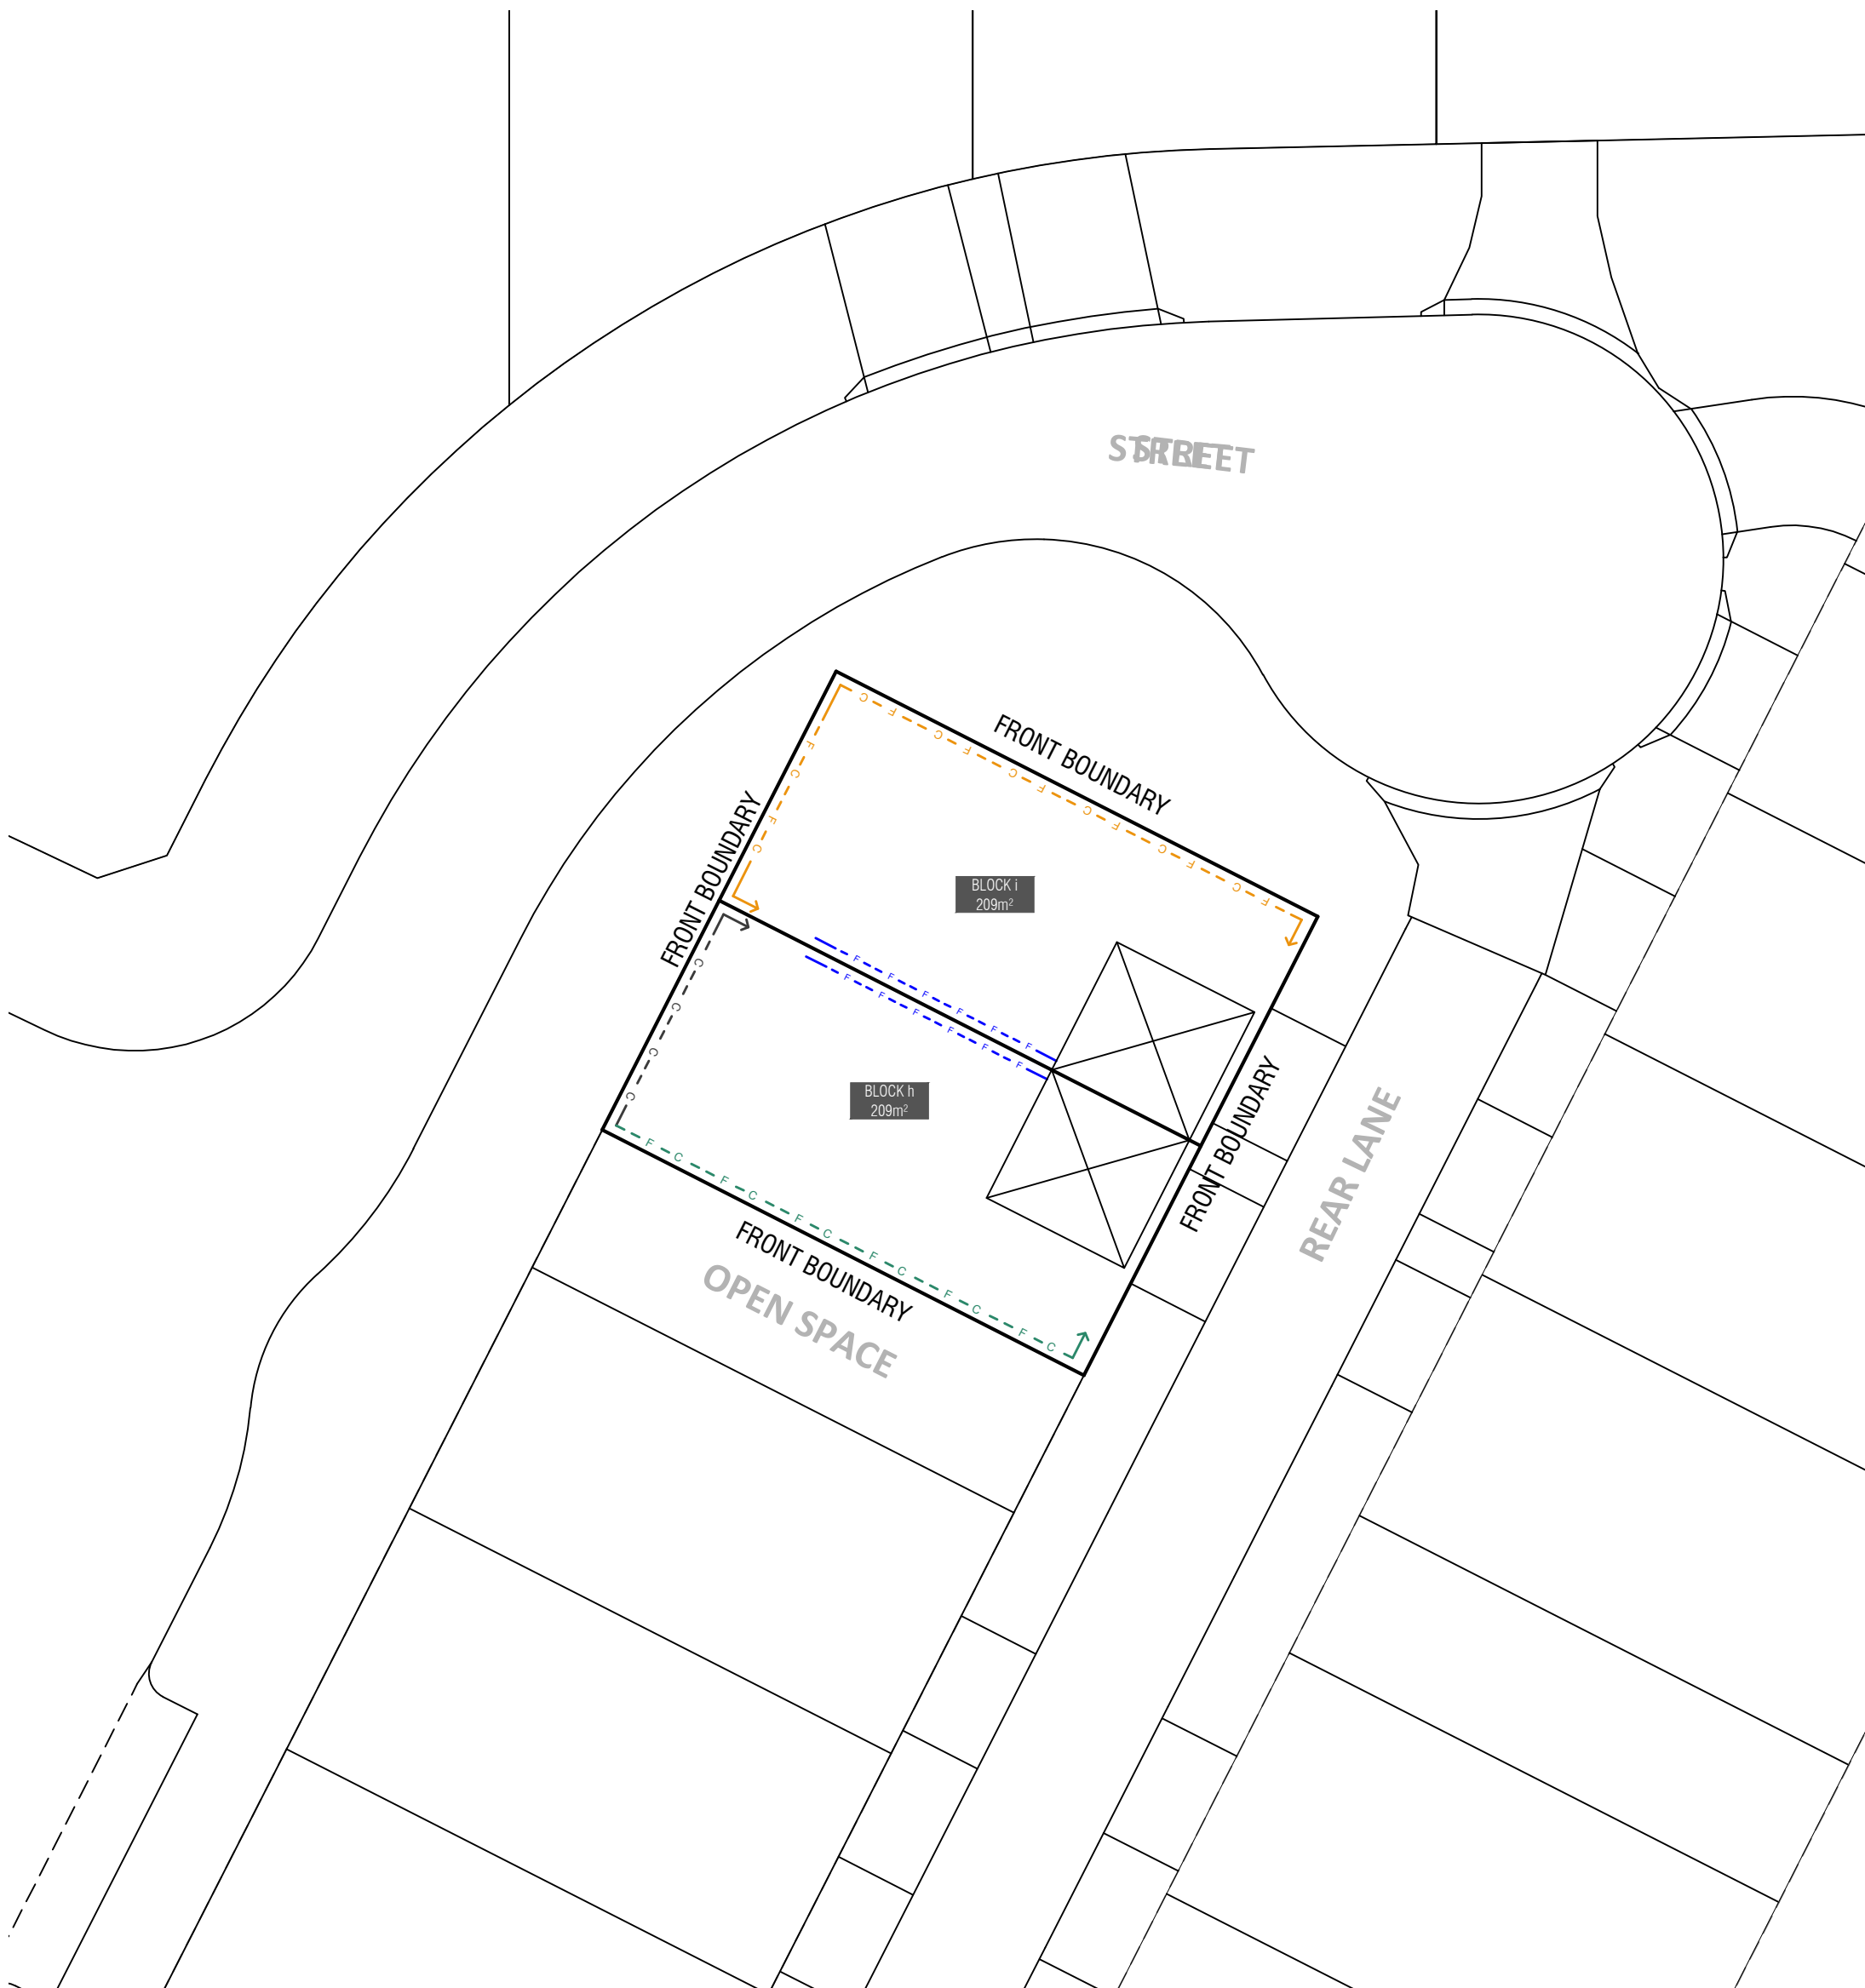 STREET
FRONT BOUNDARY
FRONT BOUNDARY
BLOCK i
209m²
BLOCK h
209m²
FRONT BOUNDARY
REAR LANE
FRONT BOUNDARY
OPEN SPACE
F C F C
C F C F C F C F C F C F
F F F F F F
F F F F F F
C C C C
F C F C F C F C F C F C